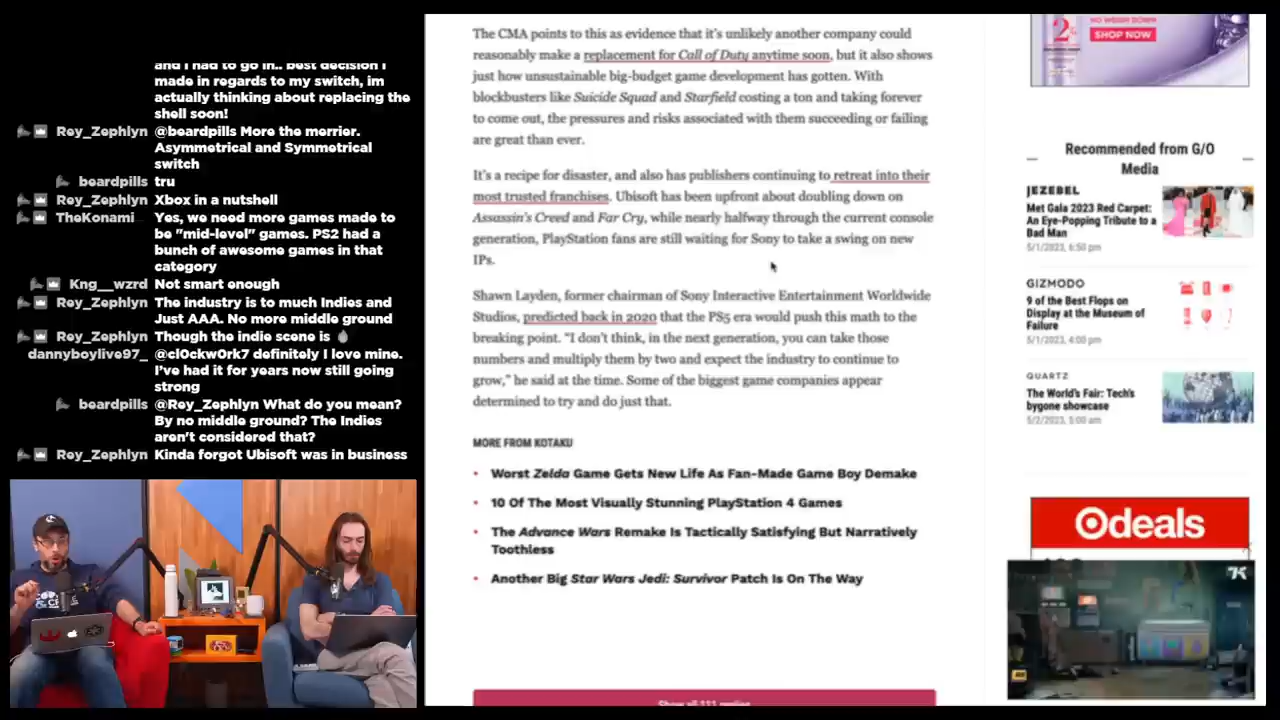 and I had to go in.. best decision I
made in regards to my switch, im
actually thinking about replacing the
shell soon!
Rey_Zephlyn @beardpills More the merrier.
Asymmetrical and Symmetrical
switch
beardpills tru
Rey_Zephlyn Xbox in a nutshell
TheKonami Yes, we need more games made to
be "mid-level" games. PS2 had a
bunch of awesome games in that
category
Kng__wzrd Not smart enough
Rey_Zephlyn The industry is to much Indies and
Just AAA. No more middle ground
Rey_Zephlyn Though the indie scene is
dannyboylive97_ @cl0ckw0rk7 definitely I love mine.
I've had it for years now still going
strong
beardpills @Rey_Zephlyn What do you mean?
By no middle ground? The Indies
aren't considered that?
Rey_Zephlyn Kinda forgot Ubisoft was in business
The CMA points to this as evidence that it's unlikely another company could
reasonably make a replacement for Call of Duty anytime soon, but it also shows
just how unsustainable big-budget game development has gotten. With
blockbusters like Suicide Squad and Starfield costing a ton and taking forever
to come out, the pressures and risks associated with them succeeding or failing
are great than ever.
It's a recipe for disaster, and also has publishers continuing to retreat into their
most trusted franchises. Ubisoft has been upfront about doubling down on
Assassin's Creed and Far Cry, while nearly halfway through the current console
generation, PlayStation fans are still waiting for Sony to take a swing on new
IPs.
Shawn Layden, former chairman of Sony Interactive Entertainment Worldwide
Studios, predicted back in 2020 that the PS5 era would push this math to the
breaking point. "I don't think, in the next generation, you can take those
numbers and multiply them by two and expect the industry to continue to
grow," he said at the time. Some of the biggest game companies appear
determined to try and do just that.
MORE FROM KOTAKU
• Worst Zelda Game Gets New Life As Fan-Made Game Boy Demake
• 10 Of The Most Visually Stunning PlayStation 4 Games
• The Advance Wars Remake Is Tactically Satisfying But Narratively
Toothless
• Another Big Star Wars Jedi: Survivor Patch Is On The Way
Show all 111 replies
2
NO WEIGH DOWN
SHOP NOW
Recommended from G/O
Media
JEZEBEL
Met Gala 2023 Red Carpet:
An Eye-Popping Tribute to a
Bad Man
5/1/2023, 6:50 pm
GIZMODO
9 of the Best Flops on
Display at the Museum of
Failure
5/1/2023, 4:00 pm
QUARTZ
The World's Fair: Tech's
bygone showcase
5/2/2023, 5:00 am
deals